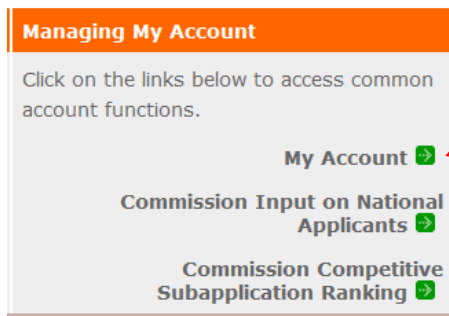 Managing My Account
Click on the links below to access common
account functions.
My Account
Commission Input on National
Applicants
Commission Competitive
Subapplication Ranking